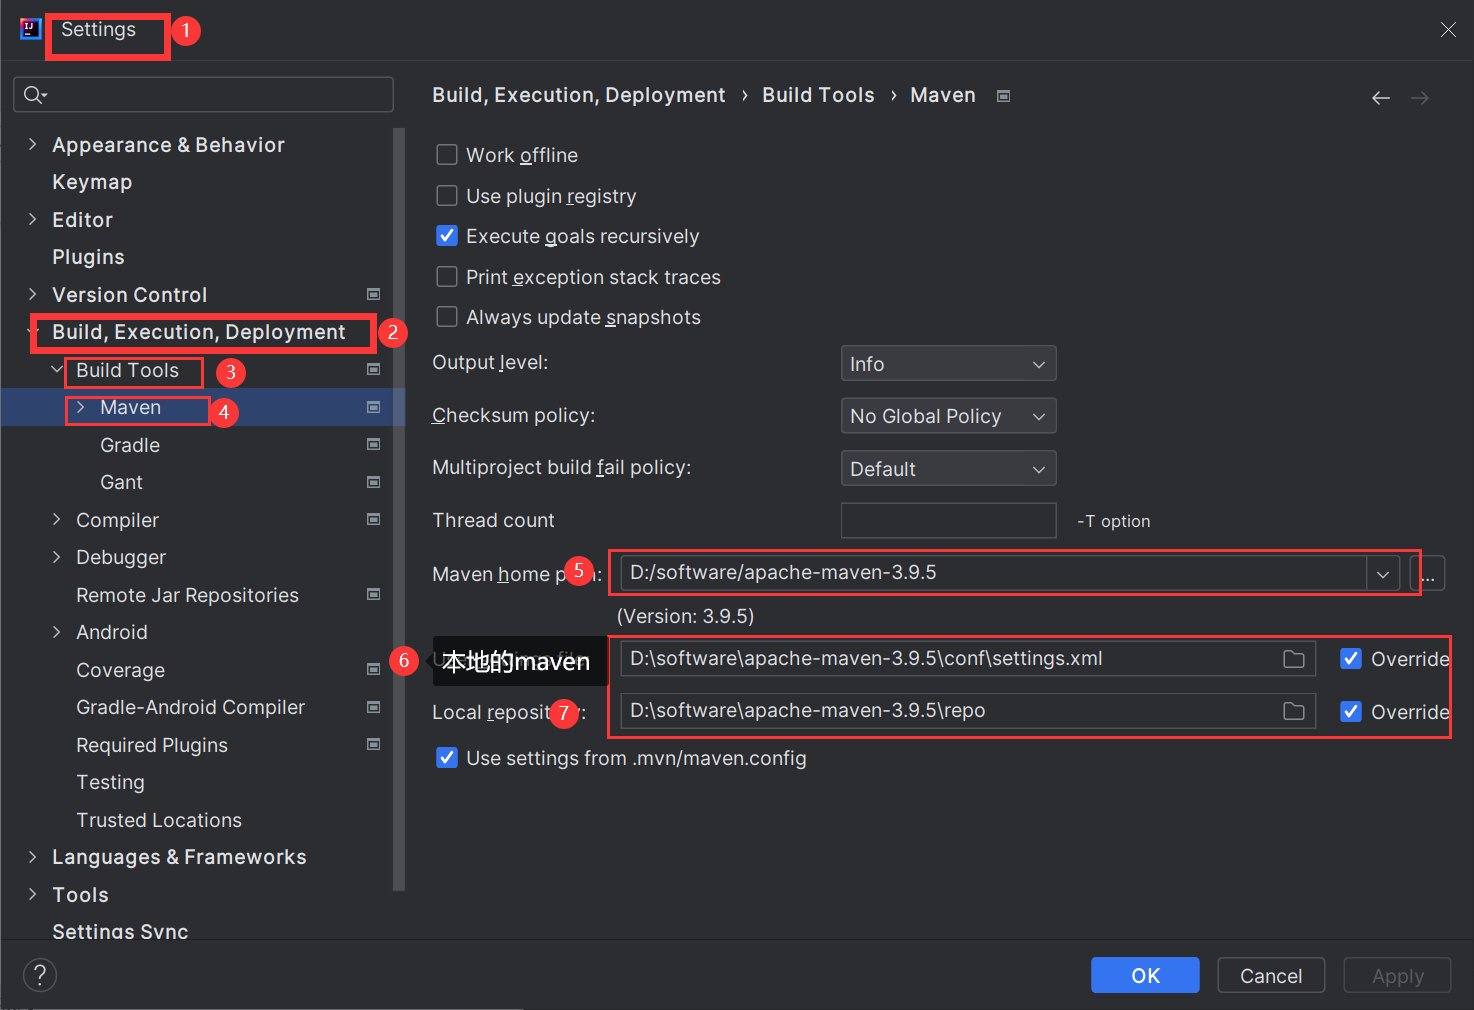 Settings
1
Build, Execution, Deployment › Build Tools › Maven
Appearance & Behavior
Keymap
Editor
Plugins
Version Control
Build, Execution, Deployment
2
Build Tools
3
Maven
4
Gradle
Gant
Compiler
Debugger
Remote Jar Repositories
Android
Coverage
Gradle-Android Compiler
Required Plugins
Testing
Trusted Locations
Languages & Frameworks
Tools
Settings Sync
Work offline
Use plugin registry
Execute goals recursively
Print exception stack traces
Always update snapshots
Output level: Info
Checksum policy: No Global Policy
Multiproject build fail policy: Default
Thread count -T option
Maven home 5 : D:/software/apache-maven-3.9.5 ...
(Version: 3.9.5)
6 本地的maven D:\software\apache-maven-3.9.5\conf\settings.xml Override
Local 7 : D:\software\apache-maven-3.9.5\repo Override
Use settings from .mvn/maven.config
? OK Cancel Apply